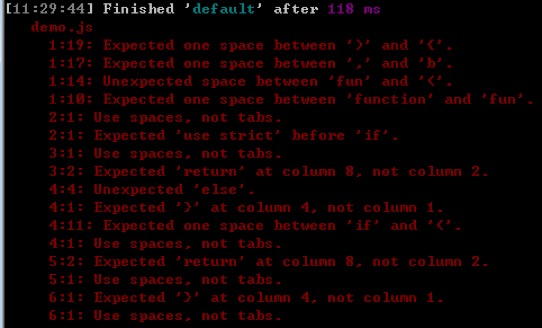 [11:29:44] Finished 'default' after 118 ms
demo.js
1:19: Expected one space between ')' and '{'.
1:17: Expected one space between ',' and 'b'.
1:14: Unexpected space between 'fun' and '('.
1:10: Expected one space between 'function' and 'fun'.
2:1: Use spaces, not tabs.
2:1: Expected 'use strict' before 'if'.
3:1: Use spaces, not tabs.
3:2: Expected 'return' at column 8, not column 2.
4:4: Unexpected 'else'.
4:1: Expected '}' at column 4, not column 1.
4:11: Expected one space between 'if' and '('.
4:1: Use spaces, not tabs.
5:2: Expected 'return' at column 8, not column 2.
5:1: Use spaces, not tabs.
6:1: Expected '}' at column 4, not column 1.
6:1: Use spaces, not tabs.